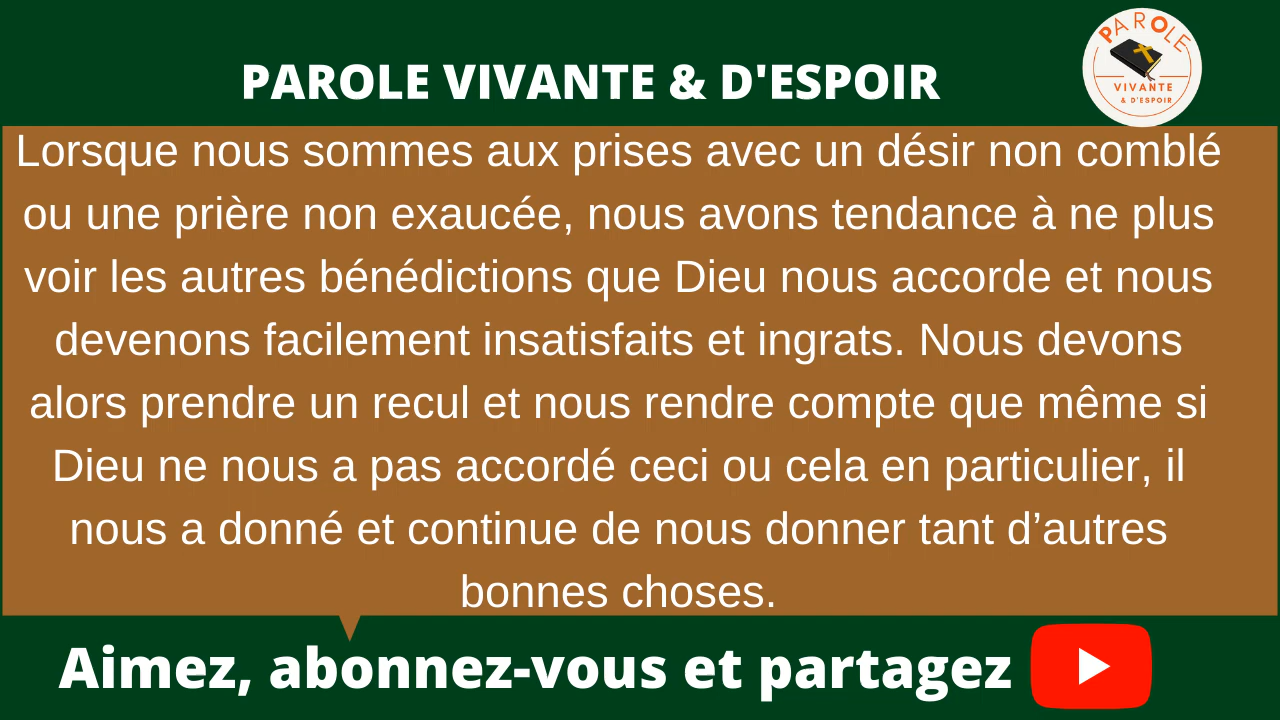 PAROLE VIVANTE & D'ESPOIR
PAROLE
VIVANTE
& D'ESPOIR
Lorsque nous sommes aux prises avec un désir non comblé
ou une prière non exaucée, nous avons tendance à ne plus
voir les autres bénédictions que Dieu nous accorde et nous
devenons facilement insatisfaits et ingrats. Nous devons
alors prendre un recul et nous rendre compte que même si
Dieu ne nous a pas accordé ceci ou cela en particulier, il
nous a donné et continue de nous donner tant d’autres
bonnes choses.
Aimez, abonnez-vous et partagez